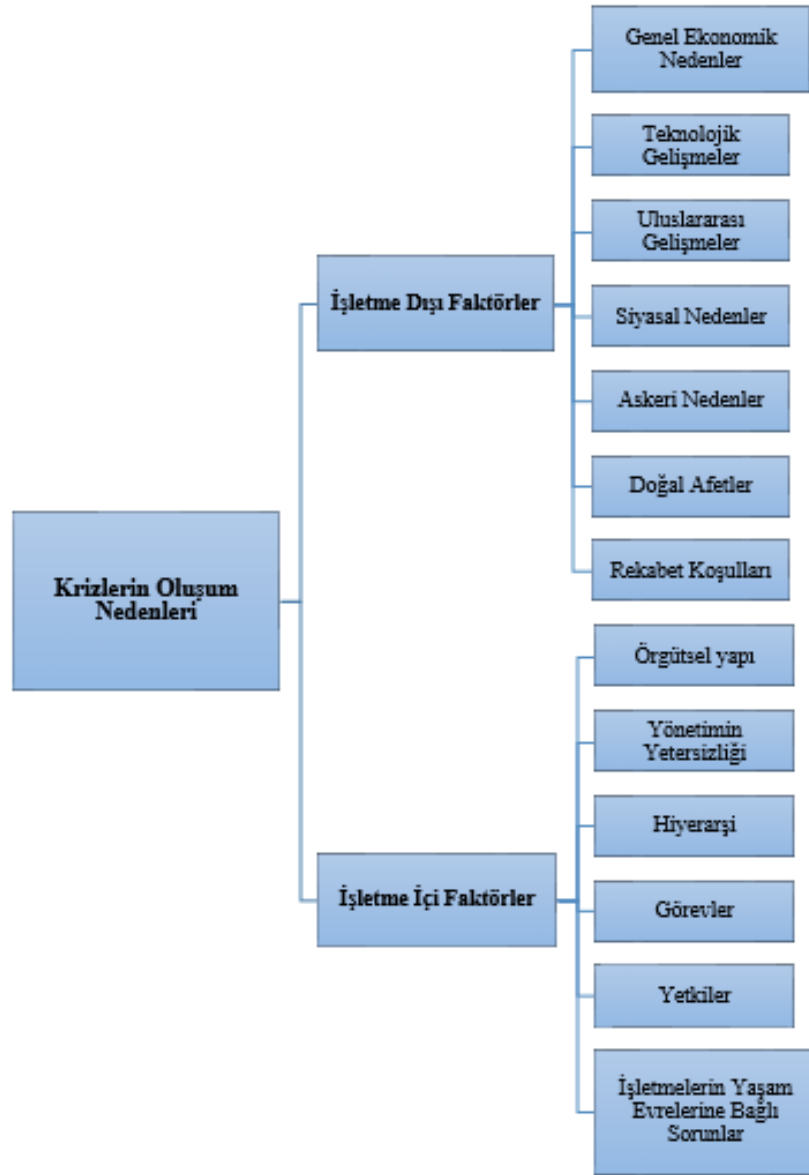 Krizlerin Oluşum
Nedenleri
İşletme Dışı Faktörler
Genel Ekonomik
Nedenler
Teknolojik
Gelişmeler
Uluslararası
Gelişmeler
Siyasal Nedenler
Askeri Nedenler
Doğal Afetler
Rekabet Koşulları
İşletme İçi Faktörler
Örgütsel yapı
Yönetimin
Yetersizliği
Hiyerarşi
Görevler
Yetkiler
İşletmelerin Yaşam
Evrelerine Bağlı
Sorunlar